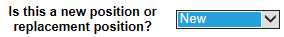 Is this a new position or
replacement position?
New